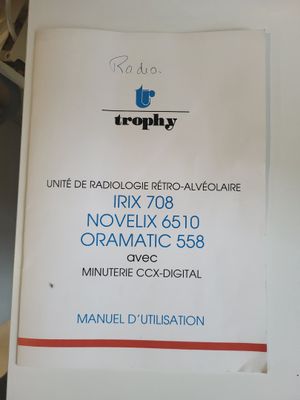 Radio.
tr
trophy
UNITÉ DE RADIOLOGIE RÉTRO-ALVÉOLAIRE
IRIX 708
NOVELIX 6510
ORAMATIC 558
avec
MINUTERIE CCX-DIGITAL
MANUEL D'UTILISATION